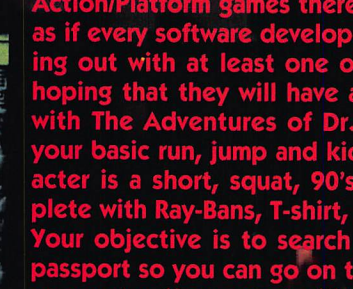 Action/Platform games there
as if every software develop
ing out with at least one o
hoping that they will have a
with The Adventures of Dr.
your basic run, jump and kic
acter is a short, squat, 90's
plete with Ray-Bans, T-shirt,
Your objective is to search
passport so you can go on t